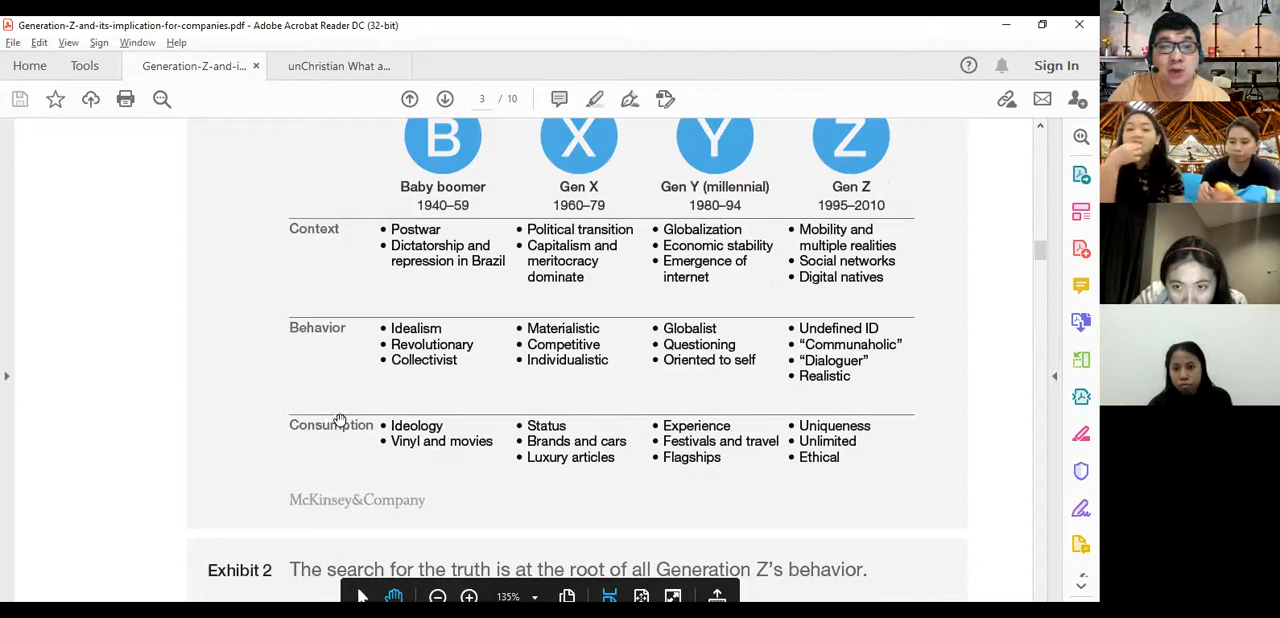 Generation-Z-and-its-implication-for-companies.pdf - Adobe Acrobat Reader DC (32-bit)
File Edit View Sign Window Help
Home Tools Generation-Z-and-i... × unChristian What a... Sign In
3 / 10
B X Y Z
Baby boomer Gen X Gen Y (millennial) Gen Z
1940–59 1960–79 1980–94 1995–2010
Context
• Postwar
• Dictatorship and
repression in Brazil
• Political transition
• Capitalism and
meritocracy
dominate
• Globalization
• Economic stability
• Emergence of
internet
• Mobility and
multiple realities
• Social networks
• Digital natives
Behavior
• Idealism
• Revolutionary
• Collectivist
• Materialistic
• Competitive
• Individualistic
• Globalist
• Questioning
• Oriented to self
• Undefined ID
• “Communaholic”
• “Dialoguer”
• Realistic
Consumption
• Ideology
• Vinyl and movies
• Status
• Brands and cars
• Luxury articles
• Experience
• Festivals and travel
• Flagships
• Uniqueness
• Unlimited
• Ethical
McKinsey&Company
Exhibit 2 The search for the truth is at the root of all Generation Z’s behavior.
135%